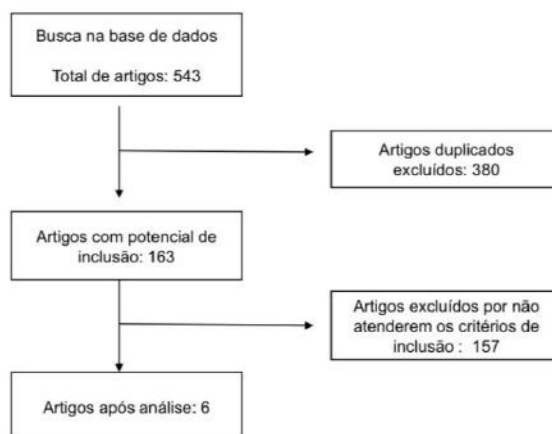 Busca na base de dados
Total de artigos: 543
Artigos duplicados
excluídos: 380
Artigos com potencial de
inclusão: 163
Artigos excluídos por não
atenderem os critérios de
inclusão : 157
Artigos após análise: 6